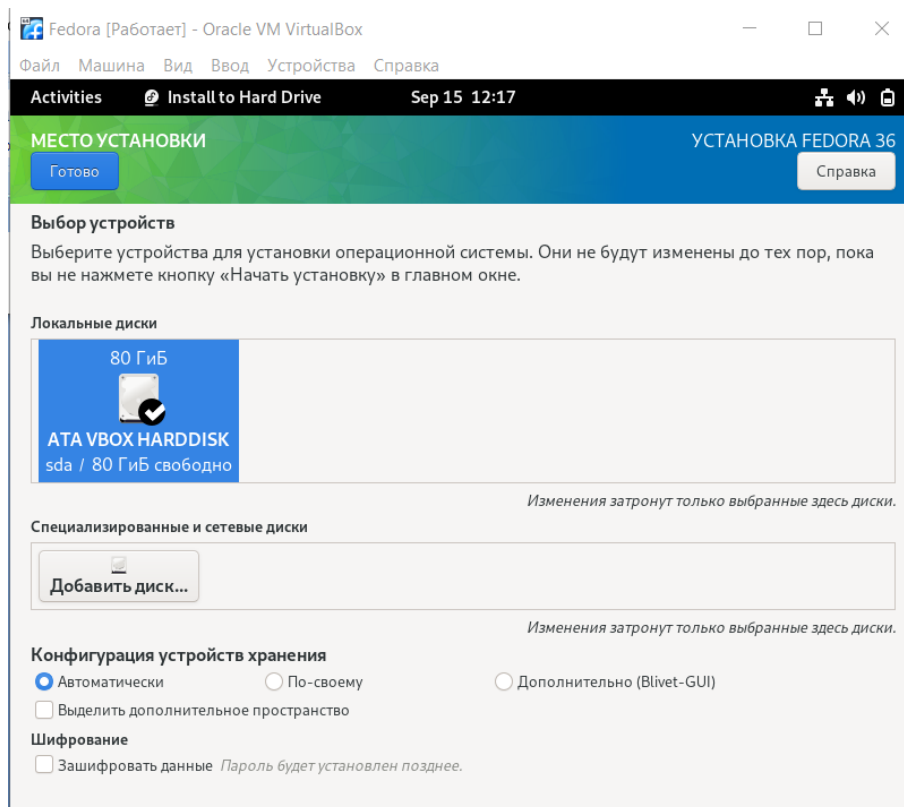 Fedora [Работает] - Oracle VM VirtualBox
Файл Машина Вид Ввод Устройства Справка
Activities Install to Hard Drive Sep 15 12:17
МЕСТО УСТАНОВКИ УСТАНОВКА FEDORA 36
Готово Справка
Выбор устройств
Выберите устройства для установки операционной системы. Они не будут изменены до тех пор, пока
вы не нажмете кнопку «Начать установку» в главном окне.
Локальные диски
80 ГиБ
ATA VBOX HARDDISK
sda / 80 ГиБ свободно
Изменения затронут только выбранные здесь диски.
Специализированные и сетевые диски
Добавить диск...
Изменения затронут только выбранные здесь диски.
Конфигурация устройств хранения
Автоматически По-своему Дополнительно (Blivet-GUI)
Выделить дополнительное пространство
Шифрование
Зашифровать данные Пароль будет установлен позднее.